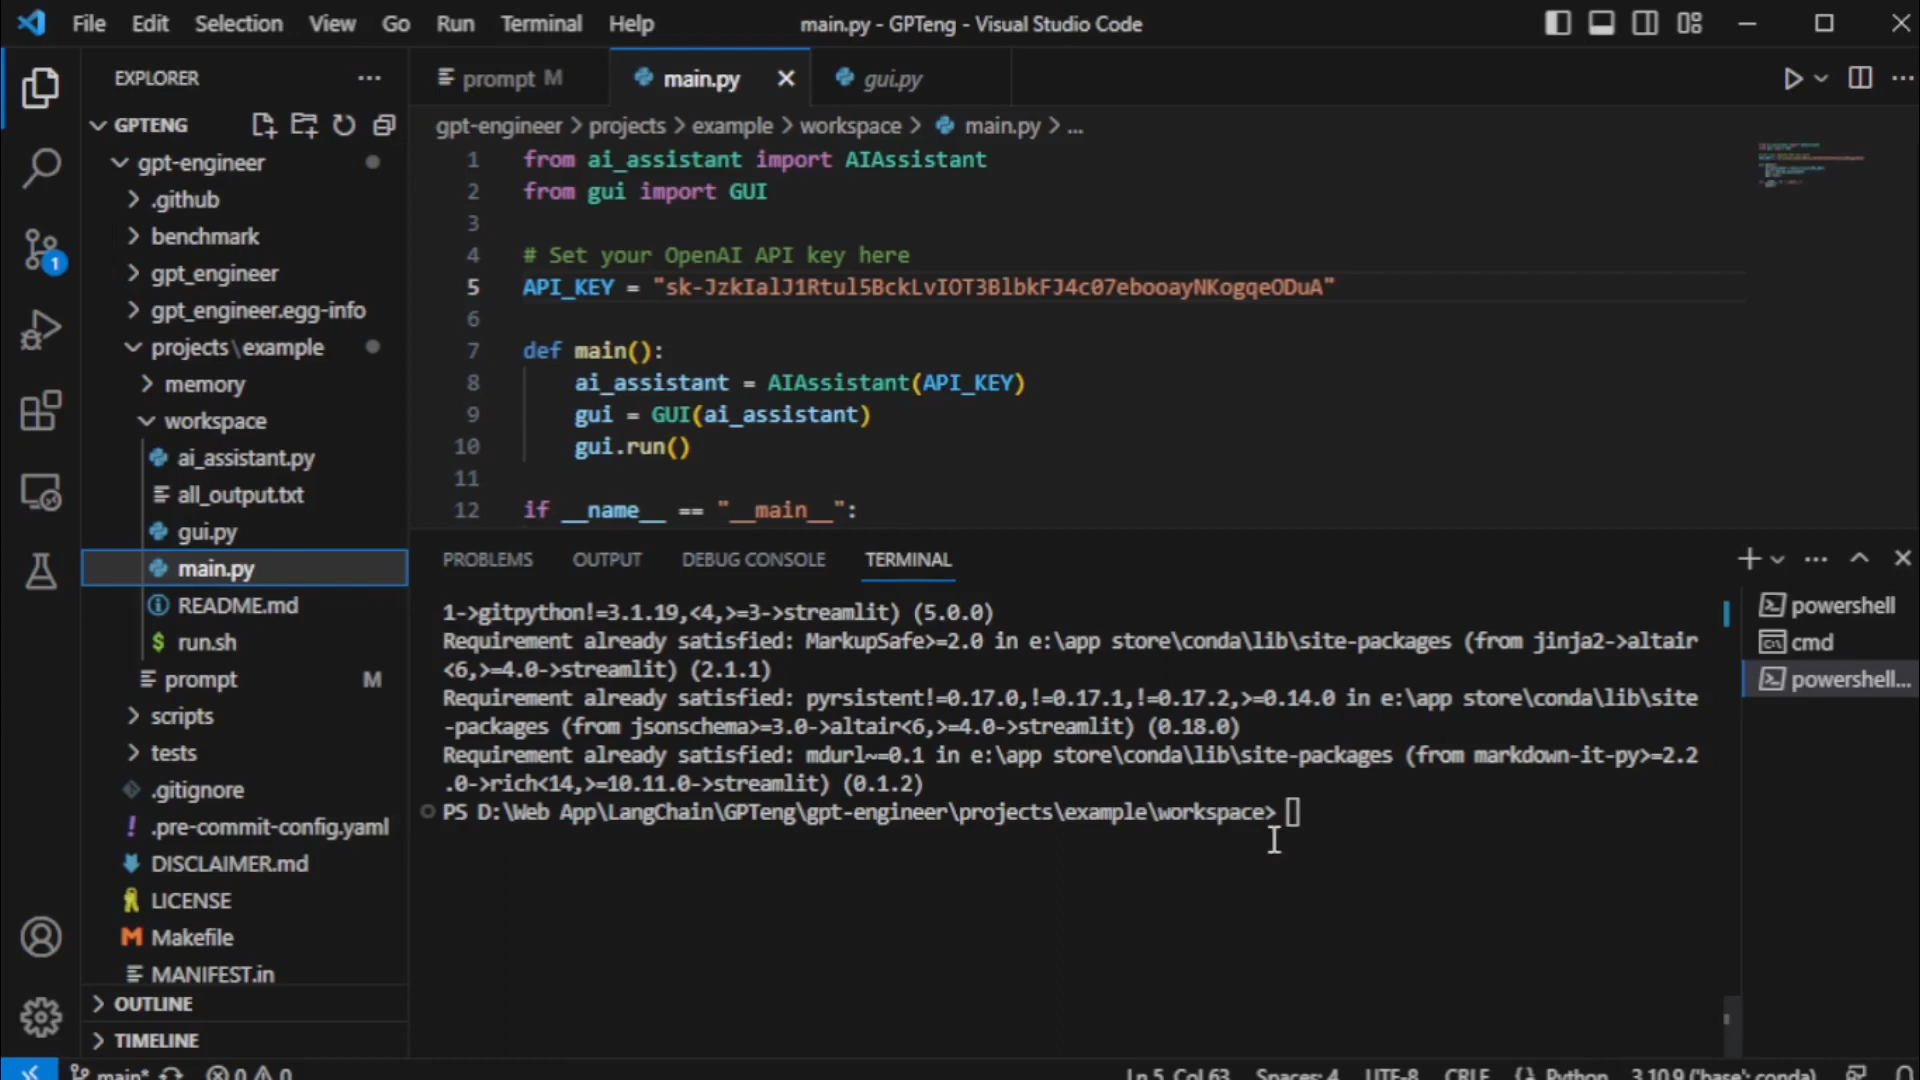 File Edit Selection View Go Run Terminal Help
main.py - GPTeng - Visual Studio Code
EXPLORER
prompt M
main.py
gui.py
GPTENG
gpt-engineer
.github
benchmark
gpt_engineer
gpt_engineer.egg-info
projects\example
memory
workspace
ai_assistant.py
all_output.txt
gui.py
main.py
README.md
run.sh
prompt M
scripts
tests
.gitignore
.pre-commit-config.yaml
DISCLAIMER.md
LICENSE
Makefile
MANIFEST.in
OUTLINE
TIMELINE
1
gpt-engineer > projects > example > workspace > main.py > ...
1 from ai_assistant import AIAssistant
2 from gui import GUI
3
4 # Set your OpenAI API key here
5 API_KEY = "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"
6
7 def main():
8 ai_assistant = AIAssistant(API_KEY)
9 gui = GUI(ai_assistant)
10 gui.run()
11
12 if __name__ == "__main__":
PROBLEMS OUTPUT DEBUG CONSOLE TERMINAL
1->gitpython!=3.1.19,<4,>=3->streamlit) (5.0.0)
Requirement already satisfied: MarkupSafe>=2.0 in e:\app store\conda\lib\site-packages (from jinja2->altair
<6,>=4.0->streamlit) (2.1.1)
Requirement already satisfied: pyrsistent!=0.17.0,!=0.17.1,!=0.17.2,>=0.14.0 in e:\app store\conda\lib\site
-packages (from jsonschema>=3.0->altair<6,>=4.0->streamlit) (0.18.0)
Requirement already satisfied: mdurl~=0.1 in e:\app store\conda\lib\site-packages (from markdown-it-py>=2.2
.0->rich<14,>=10.11.0->streamlit) (0.1.2)
PS D:\Web App\LangChain\GPTeng\gpt-engineer\projects\example\workspace>
powershell
cmd
powershell...
main* 0 0
Ln 5, Col 63 Spaces: 4 UTF-8 CRLF Python 3.10.9 ('base': conda)